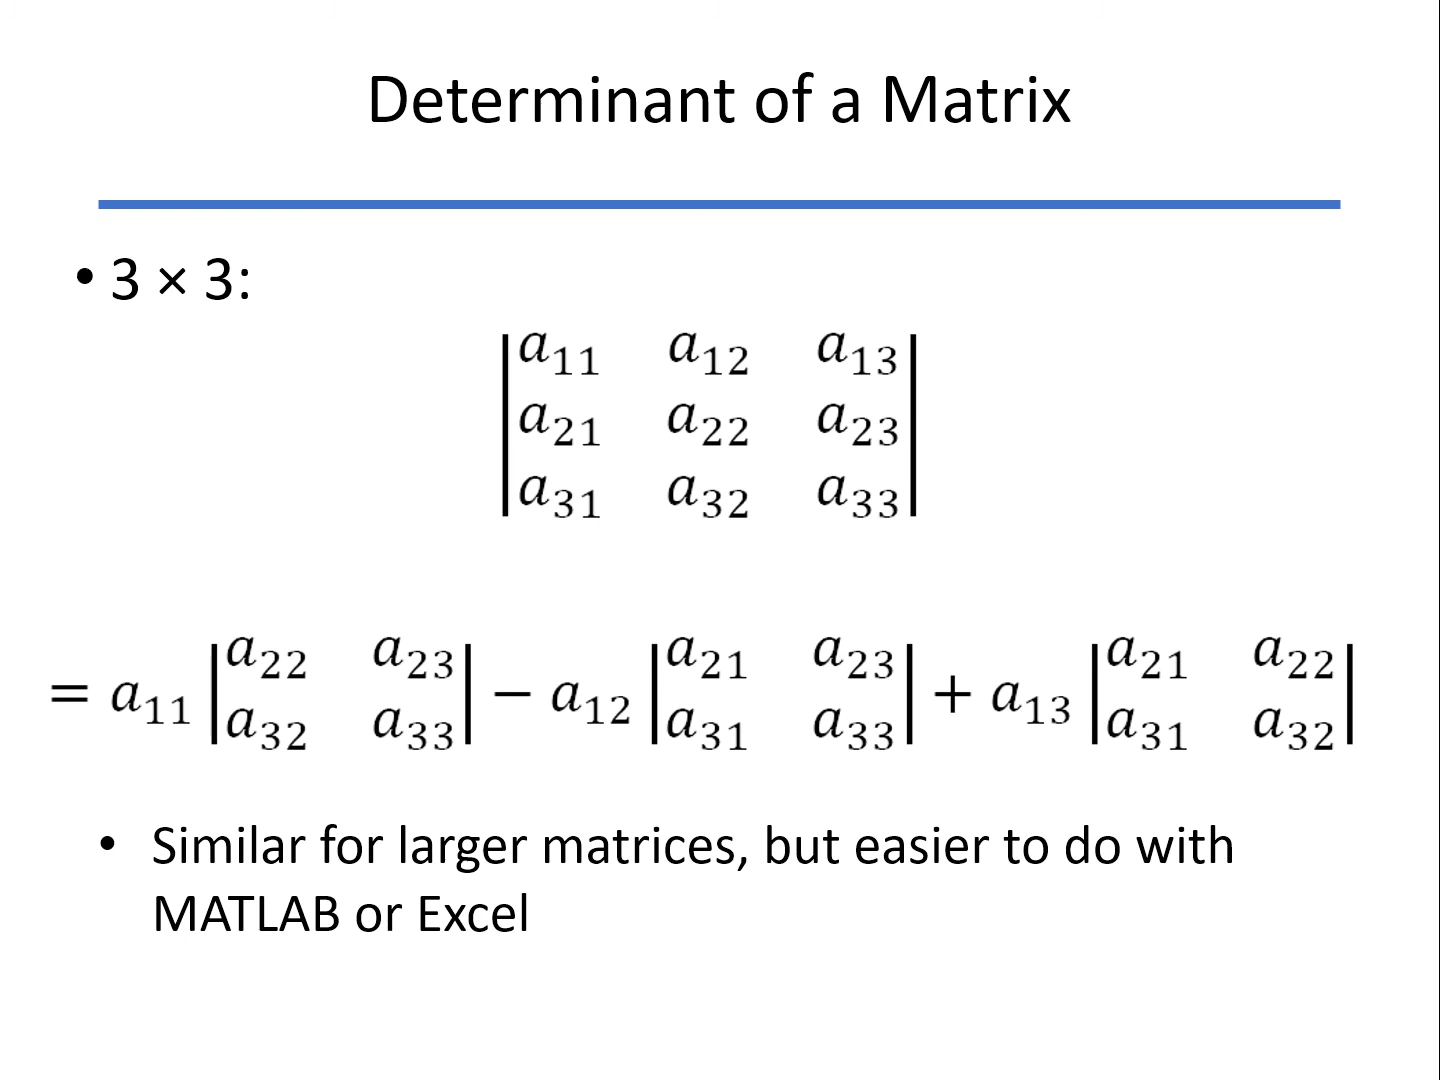 Determinant of a Matrix
• 3 × 3:
|a₁₁ a₁₂ a₁₃|
|a₂₁ a₂₂ a₂₃|
|a₃₁ a₃₂ a₃₃|
= a₁₁ |a₂₂ a₂₃| − a₁₂ |a₂₁ a₂₃| + a₁₃ |a₂₁ a₂₂|
|a₃₂ a₃₃| |a₃₁ a₃₃| |a₃₁ a₃₂|
• Similar for larger matrices, but easier to do with
MATLAB or Excel